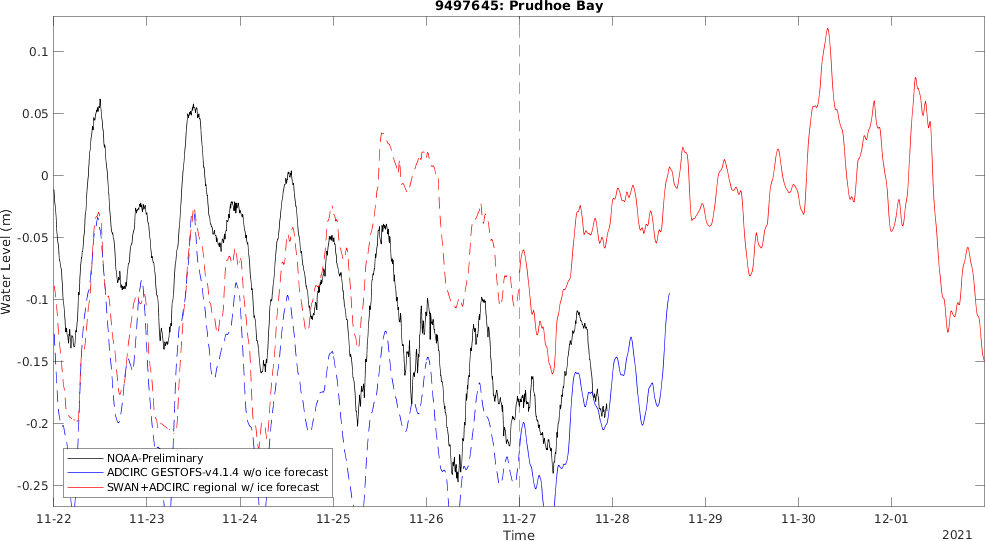 9497645: Prudhoe Bay
0.1
0.05
0
-0.05
-0.1
-0.15
-0.2
-0.25
Water Level (m)
NOAA-Preliminary
ADCIRC GESTOFS-v4.1.4 w/o ice forecast
SWAN+ADCIRC regional w/ ice forecast
11-22 11-23 11-24 11-25 11-26 11-27 11-28 11-29 11-30 12-01
Time
2021